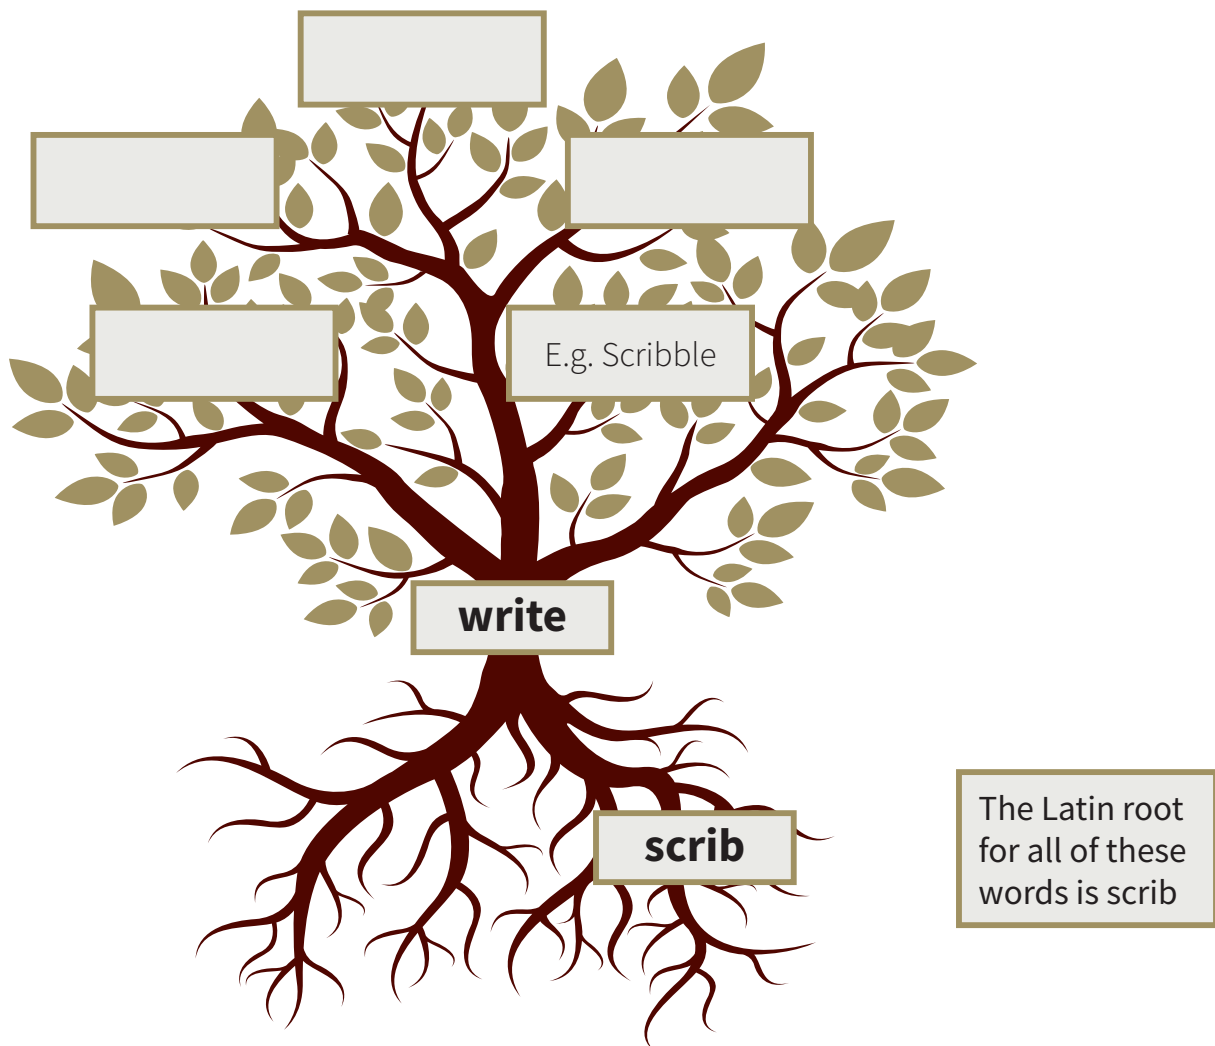 E.g. Scribble
write
scrib
The Latin root
for all of these
words is scrib